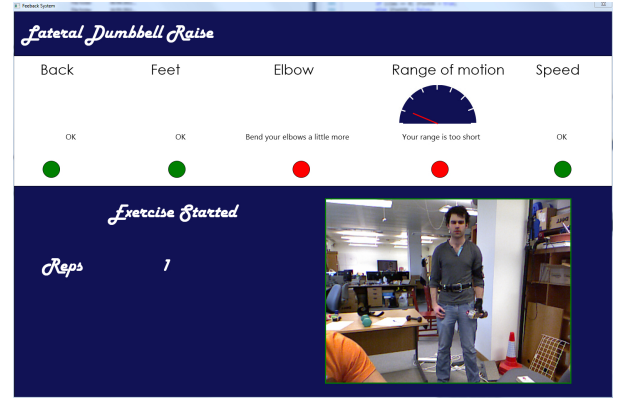 Feeback System
Lateral Dumbbell Raise
Back Feet Elbow Range of motion Speed
OK OK Bend your elbows a little more Your range is too short OK
Exercise Started
Reps 1